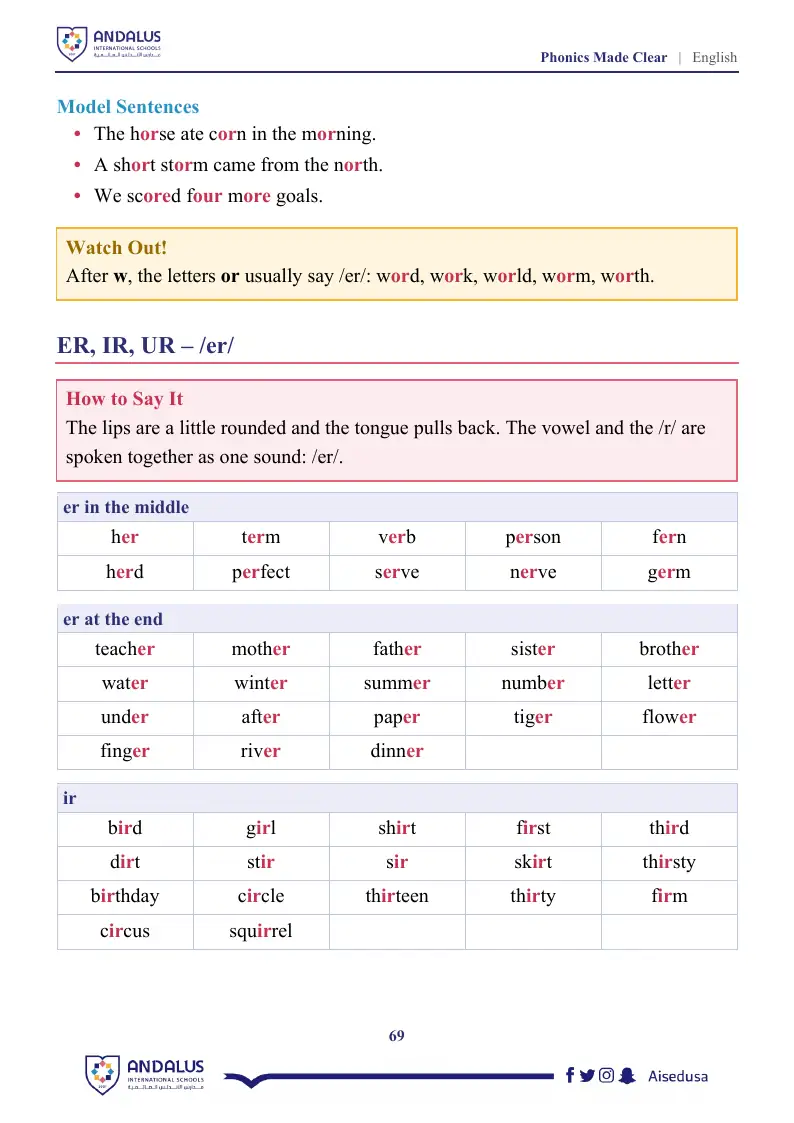 ANDALUS
INTERNATIONAL SCHOOLS
مدارس الأندلس العالمية
Phonics Made Clear | English
Model Sentences
• The horse ate corn in the morning.
• A short storm came from the north.
• We scored four more goals.
Watch Out!
After w, the letters or usually say /er/: word, work, world, worm, worth.
ER, IR, UR – /er/
How to Say It
The lips are a little rounded and the tongue pulls back. The vowel and the /r/ are
spoken together as one sound: /er/.
er in the middle
her term verb person fern
herd perfect serve nerve germ
er at the end
teacher mother father sister brother
water winter summer number letter
under after paper tiger flower
finger river dinner
ir
bird girl shirt first third
dirt stir sir skirt thirsty
birthday circle thirteen thirty firm
circus squirrel
69
ANDALUS
INTERNATIONAL SCHOOLS
مدارس الأندلس العالمية
Aisedusa